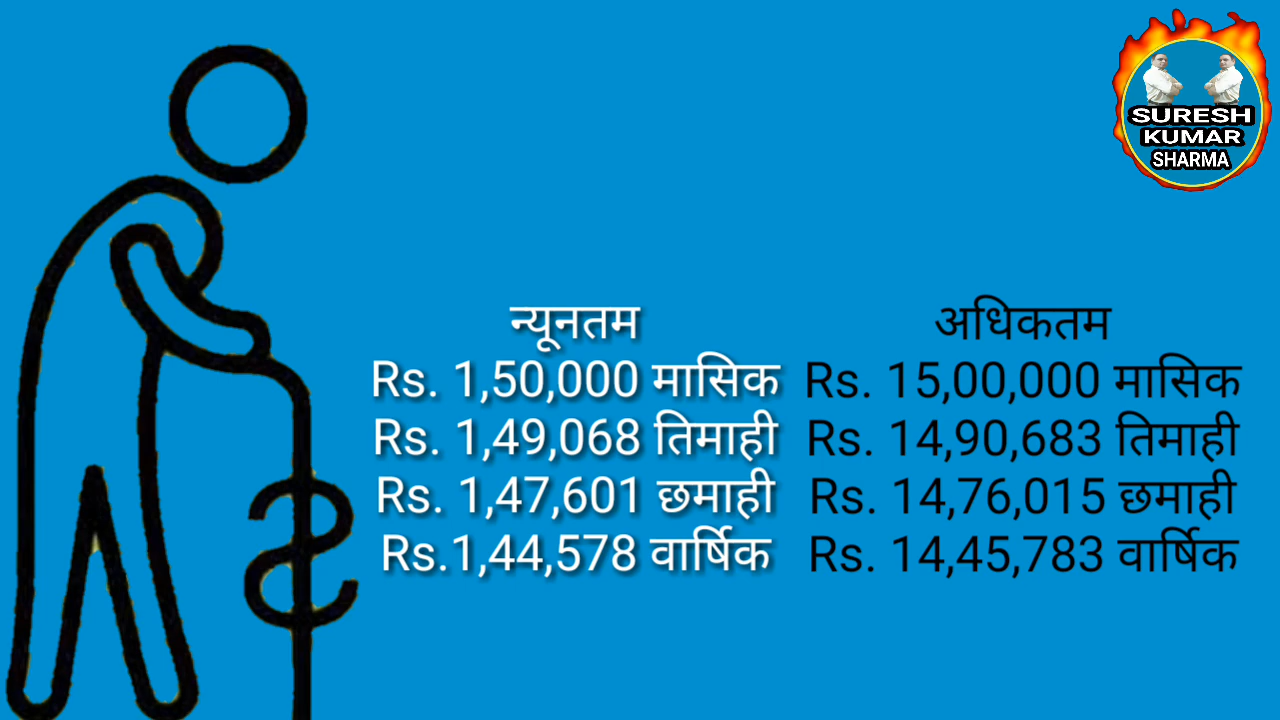 SURESH
KUMAR
SHARMA
न्यूनतम
Rs. 1,50,000 मासिक
Rs. 1,49,068 तिमाही
Rs. 1,47,601 छमाही
Rs.1,44,578 वार्षिक
अधिकतम
Rs. 15,00,000 मासिक
Rs. 14,90,683 तिमाही
Rs. 14,76,015 छमाही
Rs. 14,45,783 वार्षिक